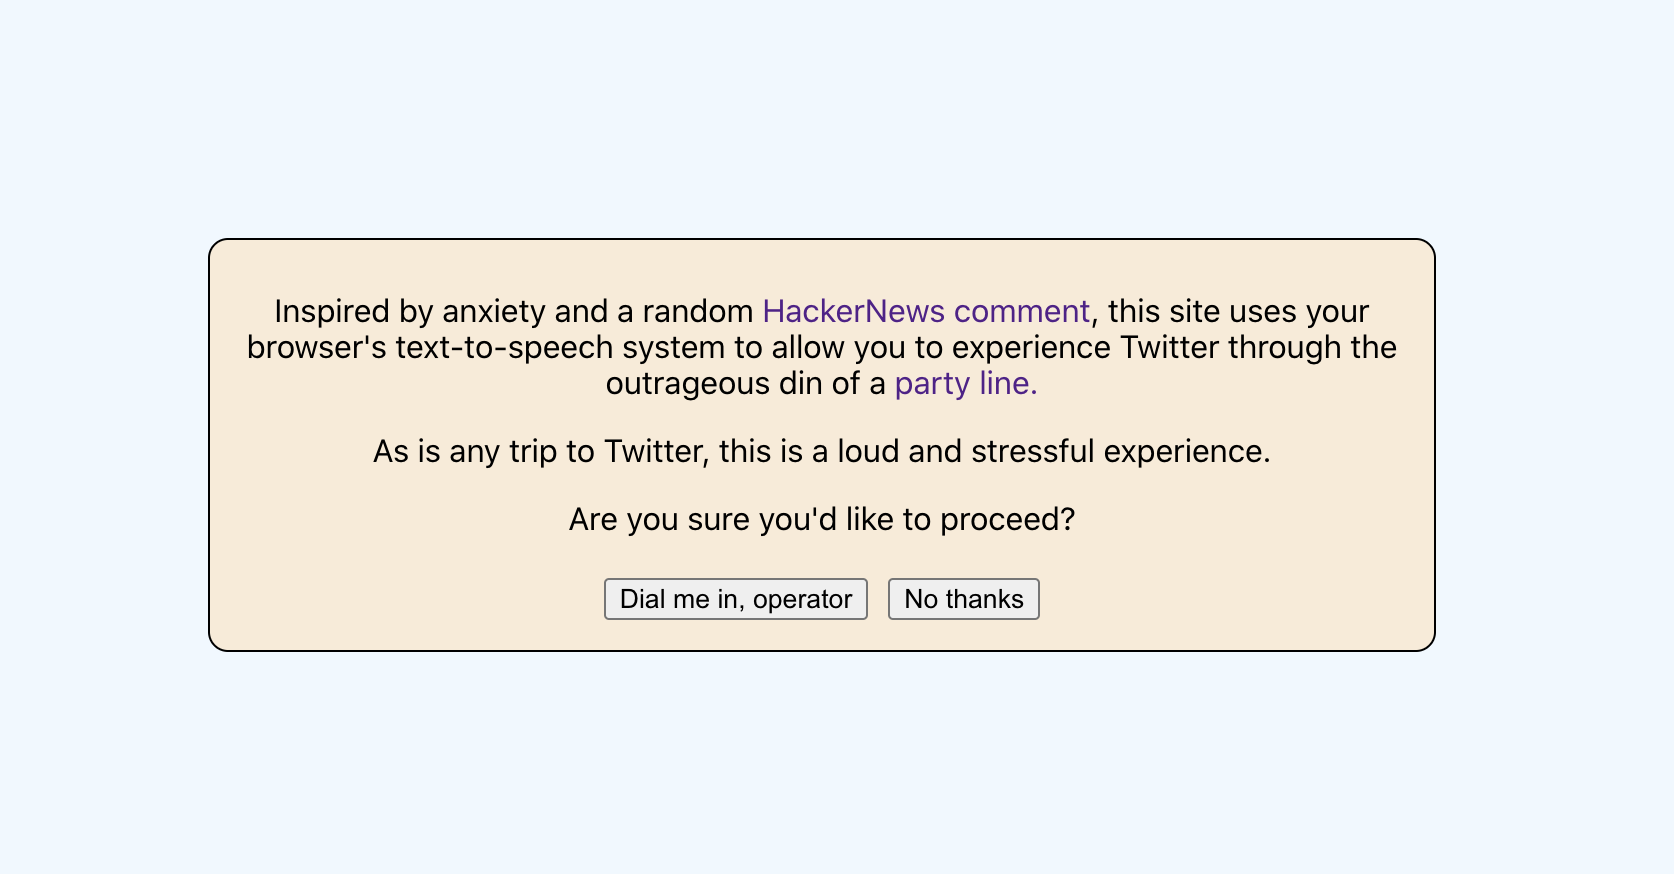 Inspired by anxiety and a random HackerNews comment, this site uses your
browser's text-to-speech system to allow you to experience Twitter through the
outrageous din of a party line.
As is any trip to Twitter, this is a loud and stressful experience.
Are you sure you'd like to proceed?
Dial me in, operator
No thanks